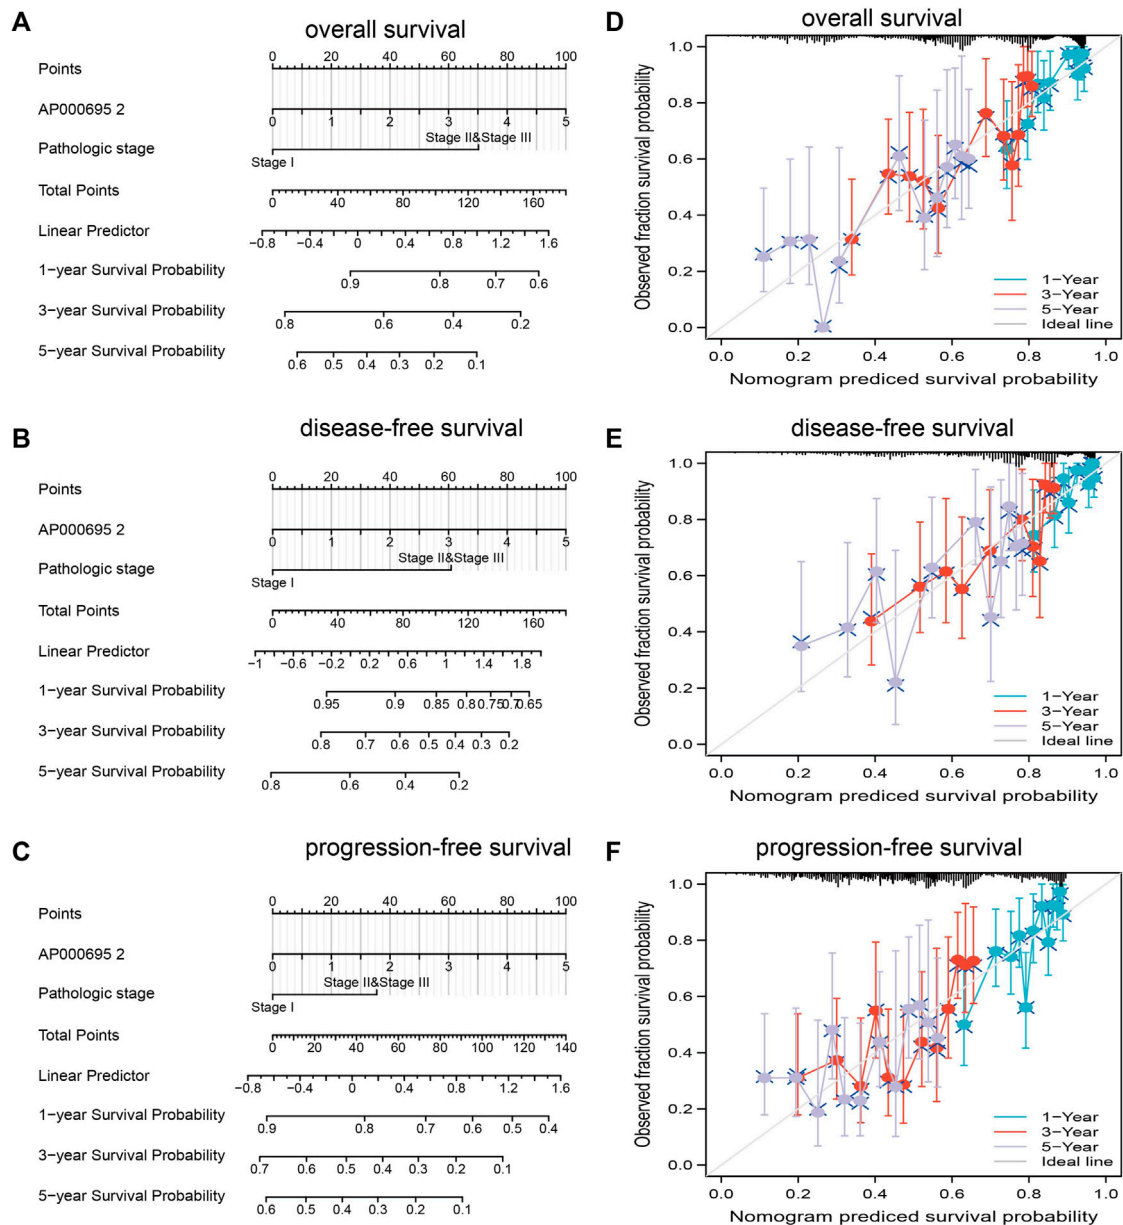 A
overall survival
Points
0 20 40 60 80 100
AP000695 2
0 1 2 3 4 5
Pathologic stage
Stage II&Stage III
Stage I
Total Points
0 40 80 120 160
Linear Predictor
−0.8 −0.4 0 0.4 0.8 1.2 1.6
1−year Survival Probability
0.9 0.8 0.7 0.6
3−year Survival Probability
0.8 0.6 0.4 0.2
5−year Survival Probability
0.6 0.5 0.4 0.3 0.2 0.1
B
disease-free survival
Points
0 20 40 60 80 100
AP000695 2
0 1 2 3 4 5
Pathologic stage
Stage II&Stage III
Stage I
Total Points
0 40 80 120 160
Linear Predictor
−1 −0.6 −0.2 0.2 0.6 1 1.4 1.8
1−year Survival Probability
0.95 0.9 0.85 0.8 0.75 0.7 0.65
3−year Survival Probability
0.8 0.7 0.6 0.5 0.4 0.3 0.2
5−year Survival Probability
0.8 0.6 0.4 0.2
C
progression-free survival
Points
0 20 40 60 80 100
AP000695 2
0 1 2 3 4 5
Pathologic stage
Stage II&Stage III
Stage I
Total Points
0 20 40 60 80 100 120 140
Linear Predictor
−0.8 −0.4 0 0.4 0.8 1.2 1.6
1−year Survival Probability
0.9 0.8 0.7 0.6 0.5 0.4
3−year Survival Probability
0.7 0.6 0.5 0.4 0.3 0.2 0.1
5−year Survival Probability
0.6 0.5 0.4 0.3 0.2 0.1
D
overall survival
Observed fraction survival probability
1.0
0.8
0.6
0.4
0.2
0.0
1−Year
3−Year
5−Year
Ideal line
0.0 0.2 0.4 0.6 0.8 1.0
Nomogram prediced survival probability
E
disease-free survival
Observed fraction survival probability
1.0
0.8
0.6
0.4
0.2
0.0
1−Year
3−Year
5−Year
Ideal line
0.0 0.2 0.4 0.6 0.8 1.0
Nomogram prediced survival probability
F
progression-free survival
Observed fraction survival probability
1.0
0.8
0.6
0.4
0.2
0.0
1−Year
3−Year
5−Year
Ideal line
0.0 0.2 0.4 0.6 0.8 1.0
Nomogram prediced survival probability